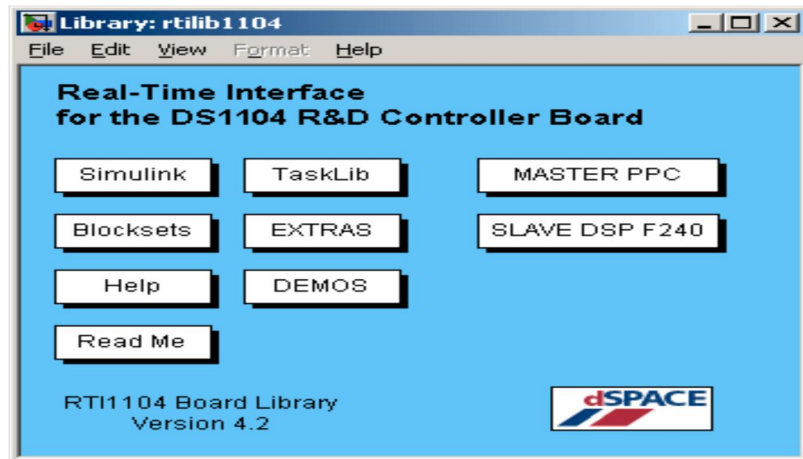 Library: rtilib1104
File Edit View Format Help
Real-Time Interface
for the DS1104 R&D Controller Board
Simulink TaskLib MASTER PPC
Blocksets EXTRAS SLAVE DSP F240
Help DEMOS
Read Me
RTI1104 Board Library
Version 4.2
dSPACE